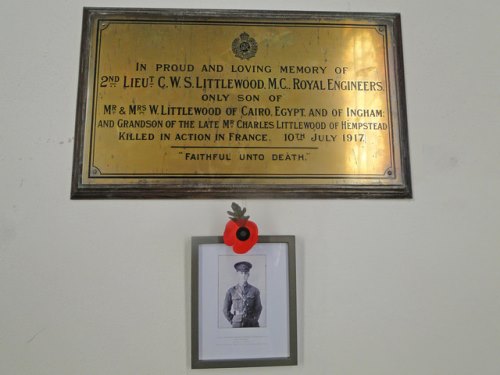 IN PROUD AND LOVING MEMORY OF
2ND LIEUT C.W.S. LITTLEWOOD, M.C., ROYAL ENGINEERS,
ONLY SON OF
MR & MRS W. LITTLEWOOD OF CAIRO, EGYPT, AND OF INGHAM;
AND GRANDSON OF THE LATE MR CHARLES LITTLEWOOD OF HEMPSTEAD
KILLED IN ACTION IN FRANCE, 10TH JULY 1917.
"FAITHFUL UNTO DEATH."